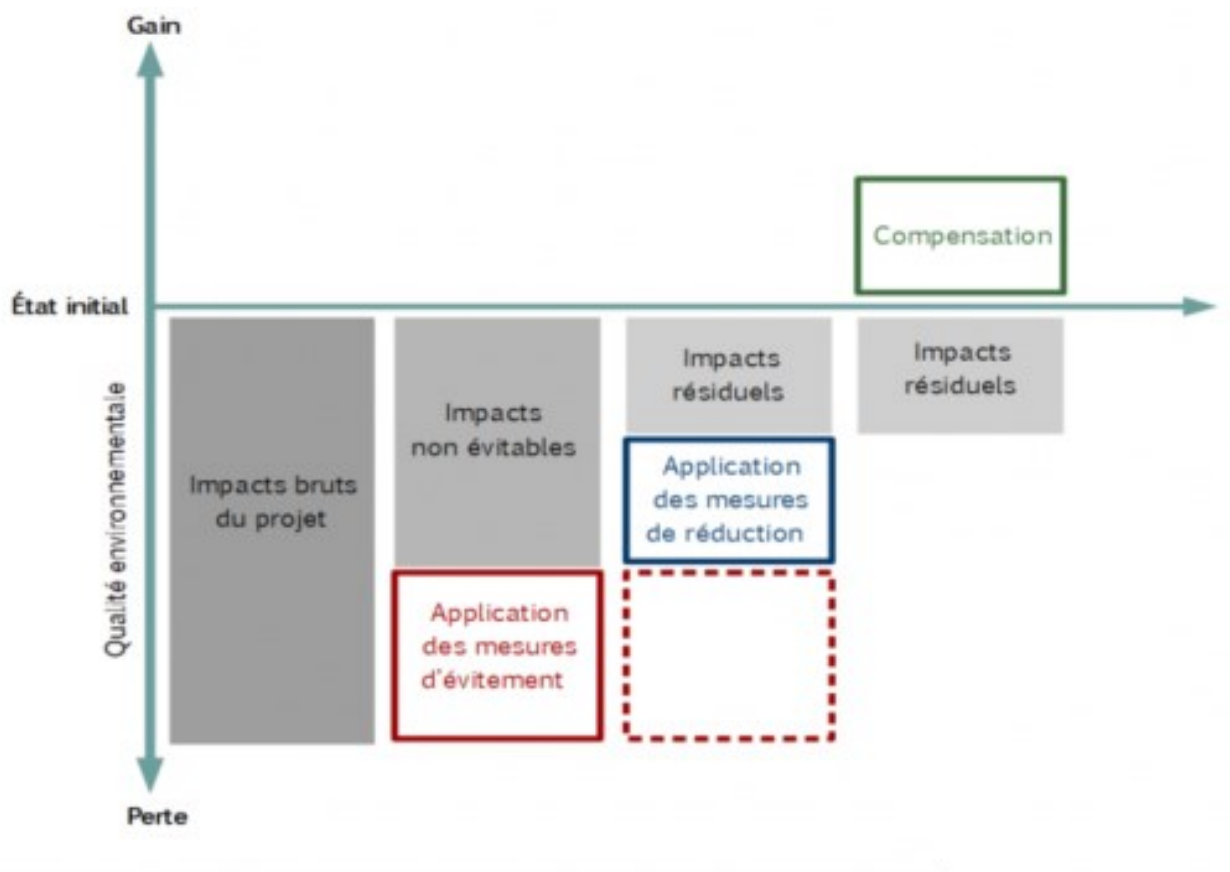 Gain
Compensation
État initial
Impacts bruts
du projet
Impacts
non évitables
Impacts
résiduels
Impacts
résiduels
Application
des mesures
de réduction
Application
des mesures
d'évitement
Qualité environnementale
Perte